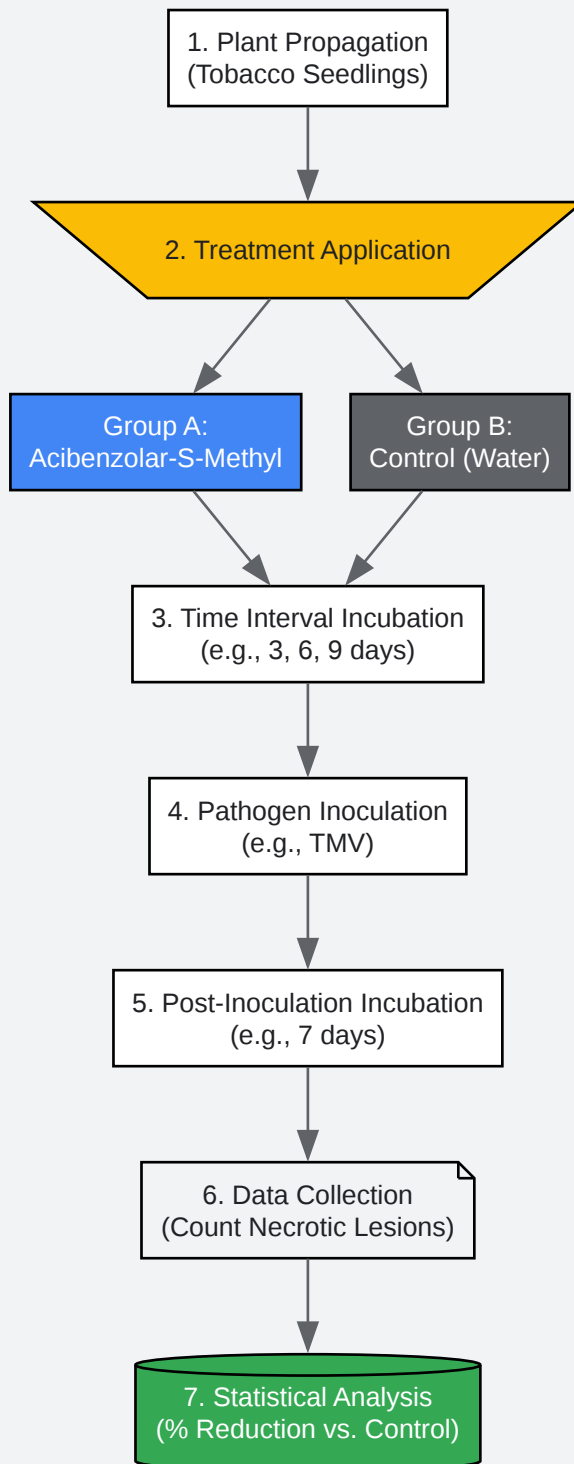 1. Plant Propagation
(Tobacco Seedlings)
2. Treatment Application
Group A:
Acibenzolar-S-Methyl
Group B:
Control (Water)
3. Time Interval Incubation
(e.g., 3, 6, 9 days)
4. Pathogen Inoculation
(e.g., TMV)
5. Post-Inoculation Incubation
(e.g., 7 days)
6. Data Collection
(Count Necrotic Lesions)
7. Statistical Analysis
(% Reduction vs. Control)